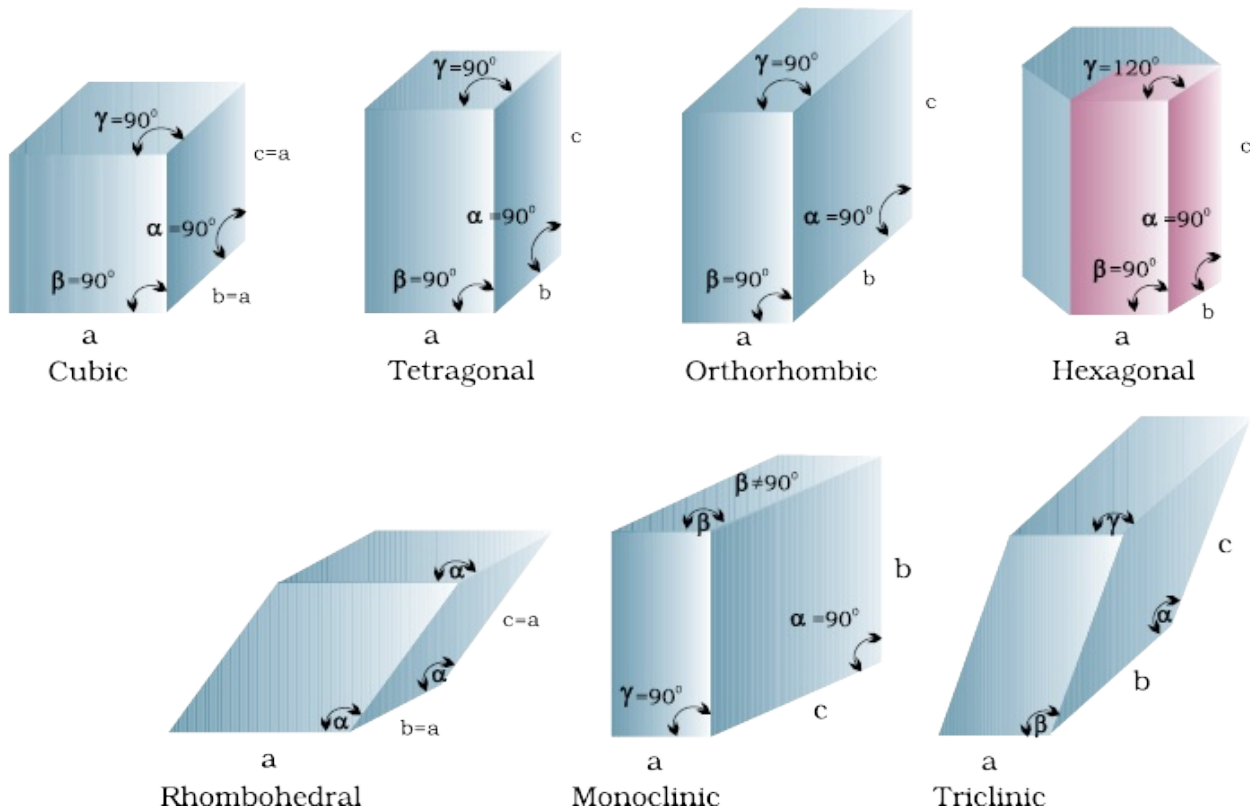 γ=90°
c=a
α=90°
β=90°
b=a
a
Cubic
γ=90°
c
α=90°
β=90°
b
a
Tetragonal
γ=90°
c
α=90°
β=90°
b
a
Orthorhombic
γ=120°
c
α=90°
β=90°
b
a
Hexagonal
α
c=a
α
α
b=a
a
Rhombohedral
β≠90°
β
b
α=90°
γ=90°
c
a
Monoclinic
γ
c
α
b
β
a
Triclinic